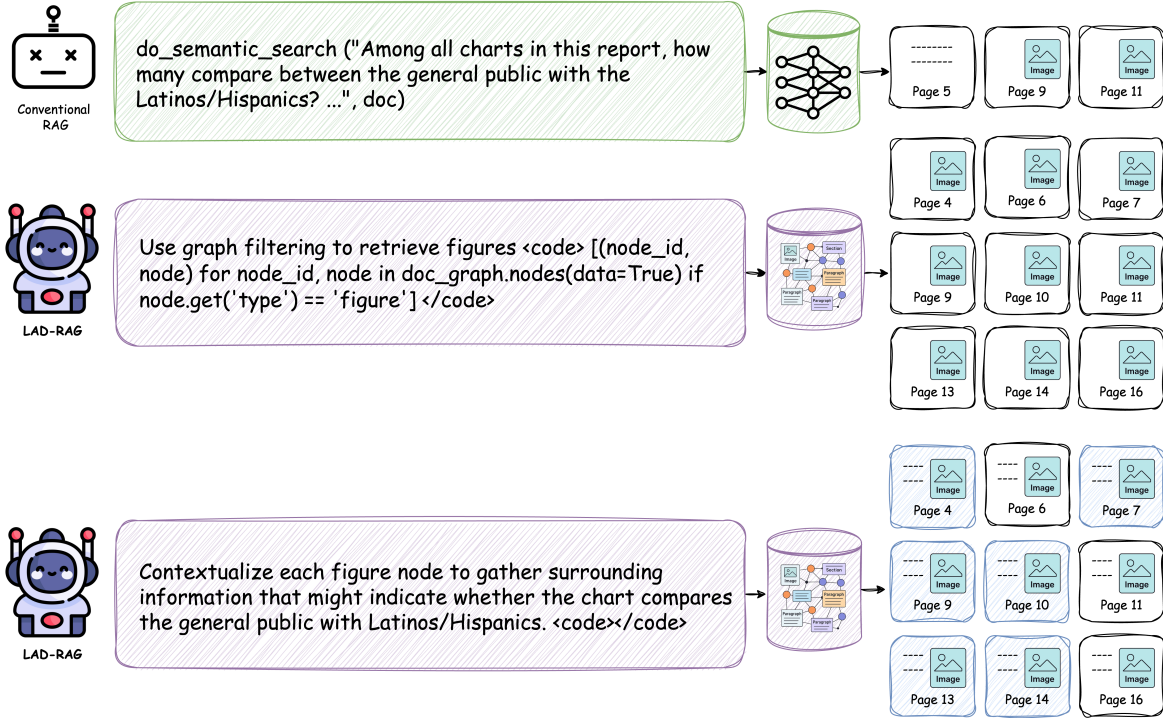 Conventional
RAG
do_semantic_search ("Among all charts in this report, how
many compare between the general public with the
Latinos/Hispanics? ...", doc)
Page 5
Image
Page 9
Image
Page 11
LAD-RAG
Use graph filtering to retrieve figures <code> [(node_id,
node) for node_id, node in doc_graph.nodes(data=True) if
node.get('type') == 'figure'] </code>
Image
Section
Paragraph
Paragraph
Paragraph
Image
Page 4
Image
Page 6
Image
Page 7
Image
Page 9
Image
Page 10
Image
Page 11
Image
Page 13
Image
Page 14
Image
Page 16
LAD-RAG
Contextualize each figure node to gather surrounding
information that might indicate whether the chart compares
the general public with Latinos/Hispanics. <code></code>
Image
Section
Paragraph
Paragraph
Paragraph
Image
Page 4
Image
Page 6
Image
Page 7
Image
Page 9
Image
Page 10
Image
Page 11
Image
Page 13
Image
Page 14
Image
Page 16